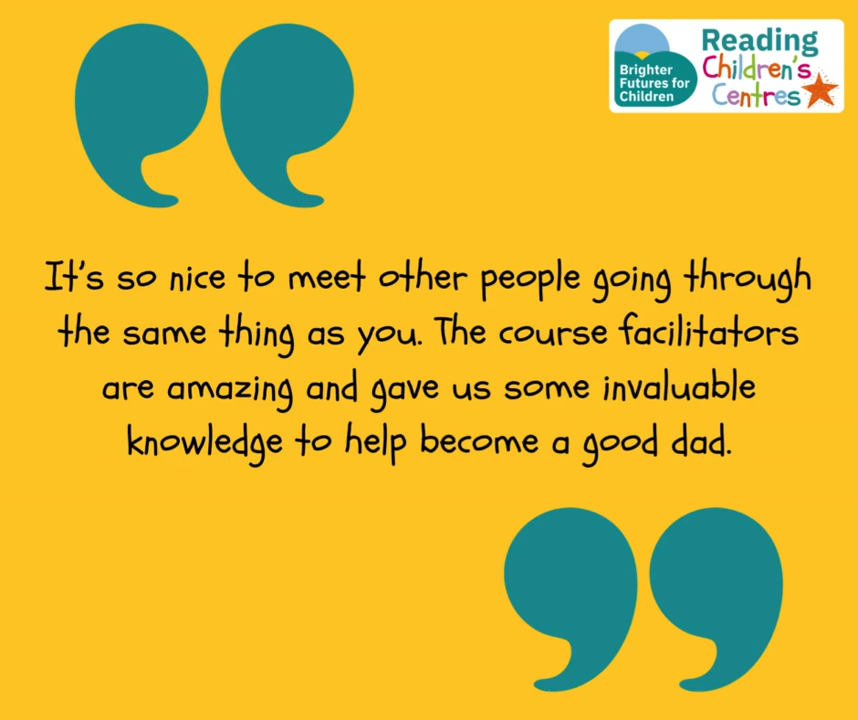 Brighter
Futures for
Children
Reading
Children's
Centres
It's so nice to meet other people going through
the same thing as you. The course facilitators
are amazing and gave us some invaluable
knowledge to help become a good dad.